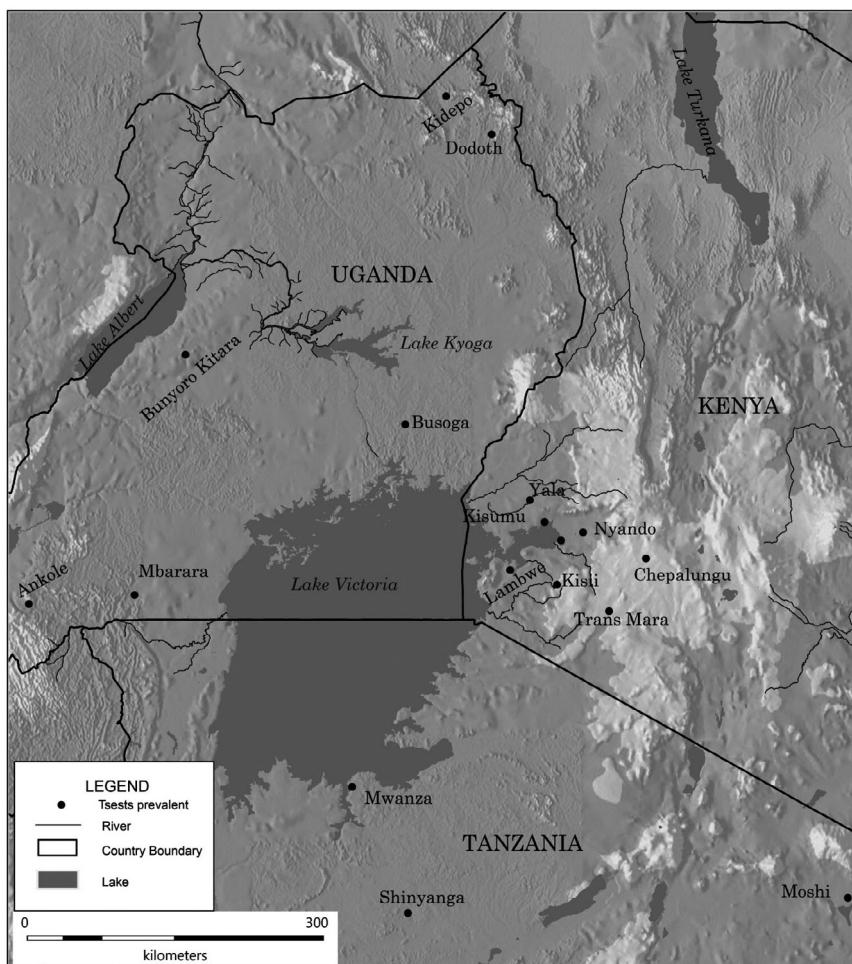 Lake Turkana
Kidepo
Dodoth
UGANDA
Lake Albert
Lake Kyoga
Bunyoro Kitara
KENYA
Busoga
Yala
Kisumu
Nyando
Ankole
Mbarara
Lake Victoria
Lambwe
Kisii
Chepalungu
Trans Mara
LEGEND
Tsests prevalent
River
Country Boundary
Lake
Mwanza
TANZANIA
Shinyanga
Moshi
0 300
kilometers